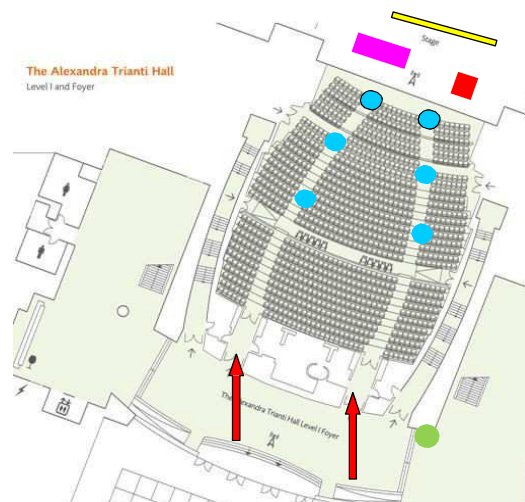 Stage
The Alexandra Trianti Hall
Level I and Foyer
The Alexandra Trianti Hall Level I Foyer